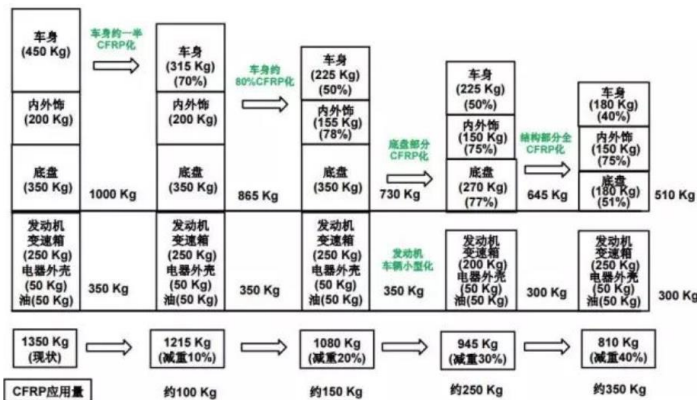 车身
(450 Kg)
内外饰
(200 Kg)
底盘
(350 Kg)
1000 Kg
发动机
变速箱
(250 Kg)
电器外壳
(50 Kg)
油(50 Kg)
350 Kg
1350 Kg
(现状)
车身约一半
CFRP化
车身
(315 Kg)
(70%)
内外饰
(200 Kg)
底盘
(350 Kg)
865 Kg
发动机
变速箱
(250 Kg)
电器外壳
(50 Kg)
油(50 Kg)
350 Kg
1215 Kg
(减重10%)
车身约
80%CFRP化
车身
(225 Kg)
(50%)
内外饰
(155 Kg)
(78%)
底盘
(350 Kg)
730 Kg
发动机
变速箱
(250 Kg)
电器外壳
(50 Kg)
油(50 Kg)
350 Kg
1080 Kg
(减重20%)
底盘部分
CFRP化
发动机
车辆小型化
车身
(225 Kg)
(50%)
内外饰
(150 Kg)
(75%)
底盘
(270 Kg)
(77%)
645 Kg
发动机
变速箱
(200 Kg)
电器外壳
(50 Kg)
油(50 Kg)
300 Kg
945 Kg
(减重30%)
结构部分全
CFRP化
车身
(180 Kg)
(40%)
内外饰
(150 Kg)
(75%)
底盘
(180 Kg)
(51%)
510 Kg
发动机
变速箱
(250 Kg)
电器外壳
(50 Kg)
油(50 Kg)
300 Kg
810 Kg
(减重40%)
CFRP应用量
约100 Kg
约150 Kg
约250 Kg
约350 Kg